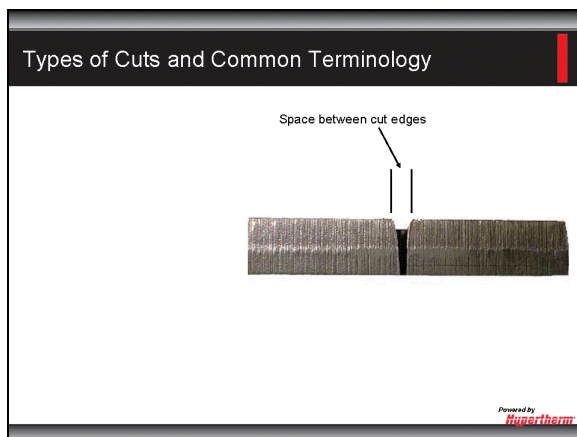 Types of Cuts and Common Terminology
Space between cut edges
Powered by
Hypertherm